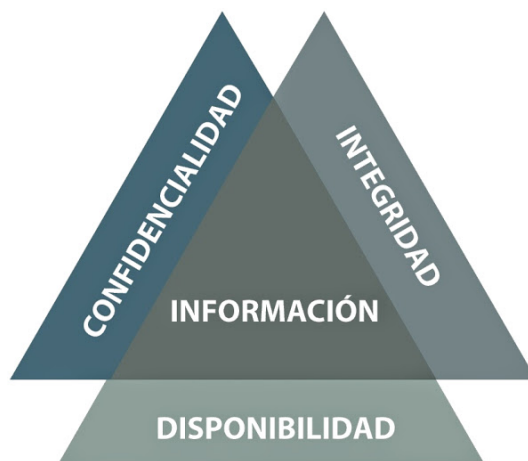 CONFIDENCIALIDAD
INTEGRIDAD
INFORMACIÓN
DISPONIBILIDAD